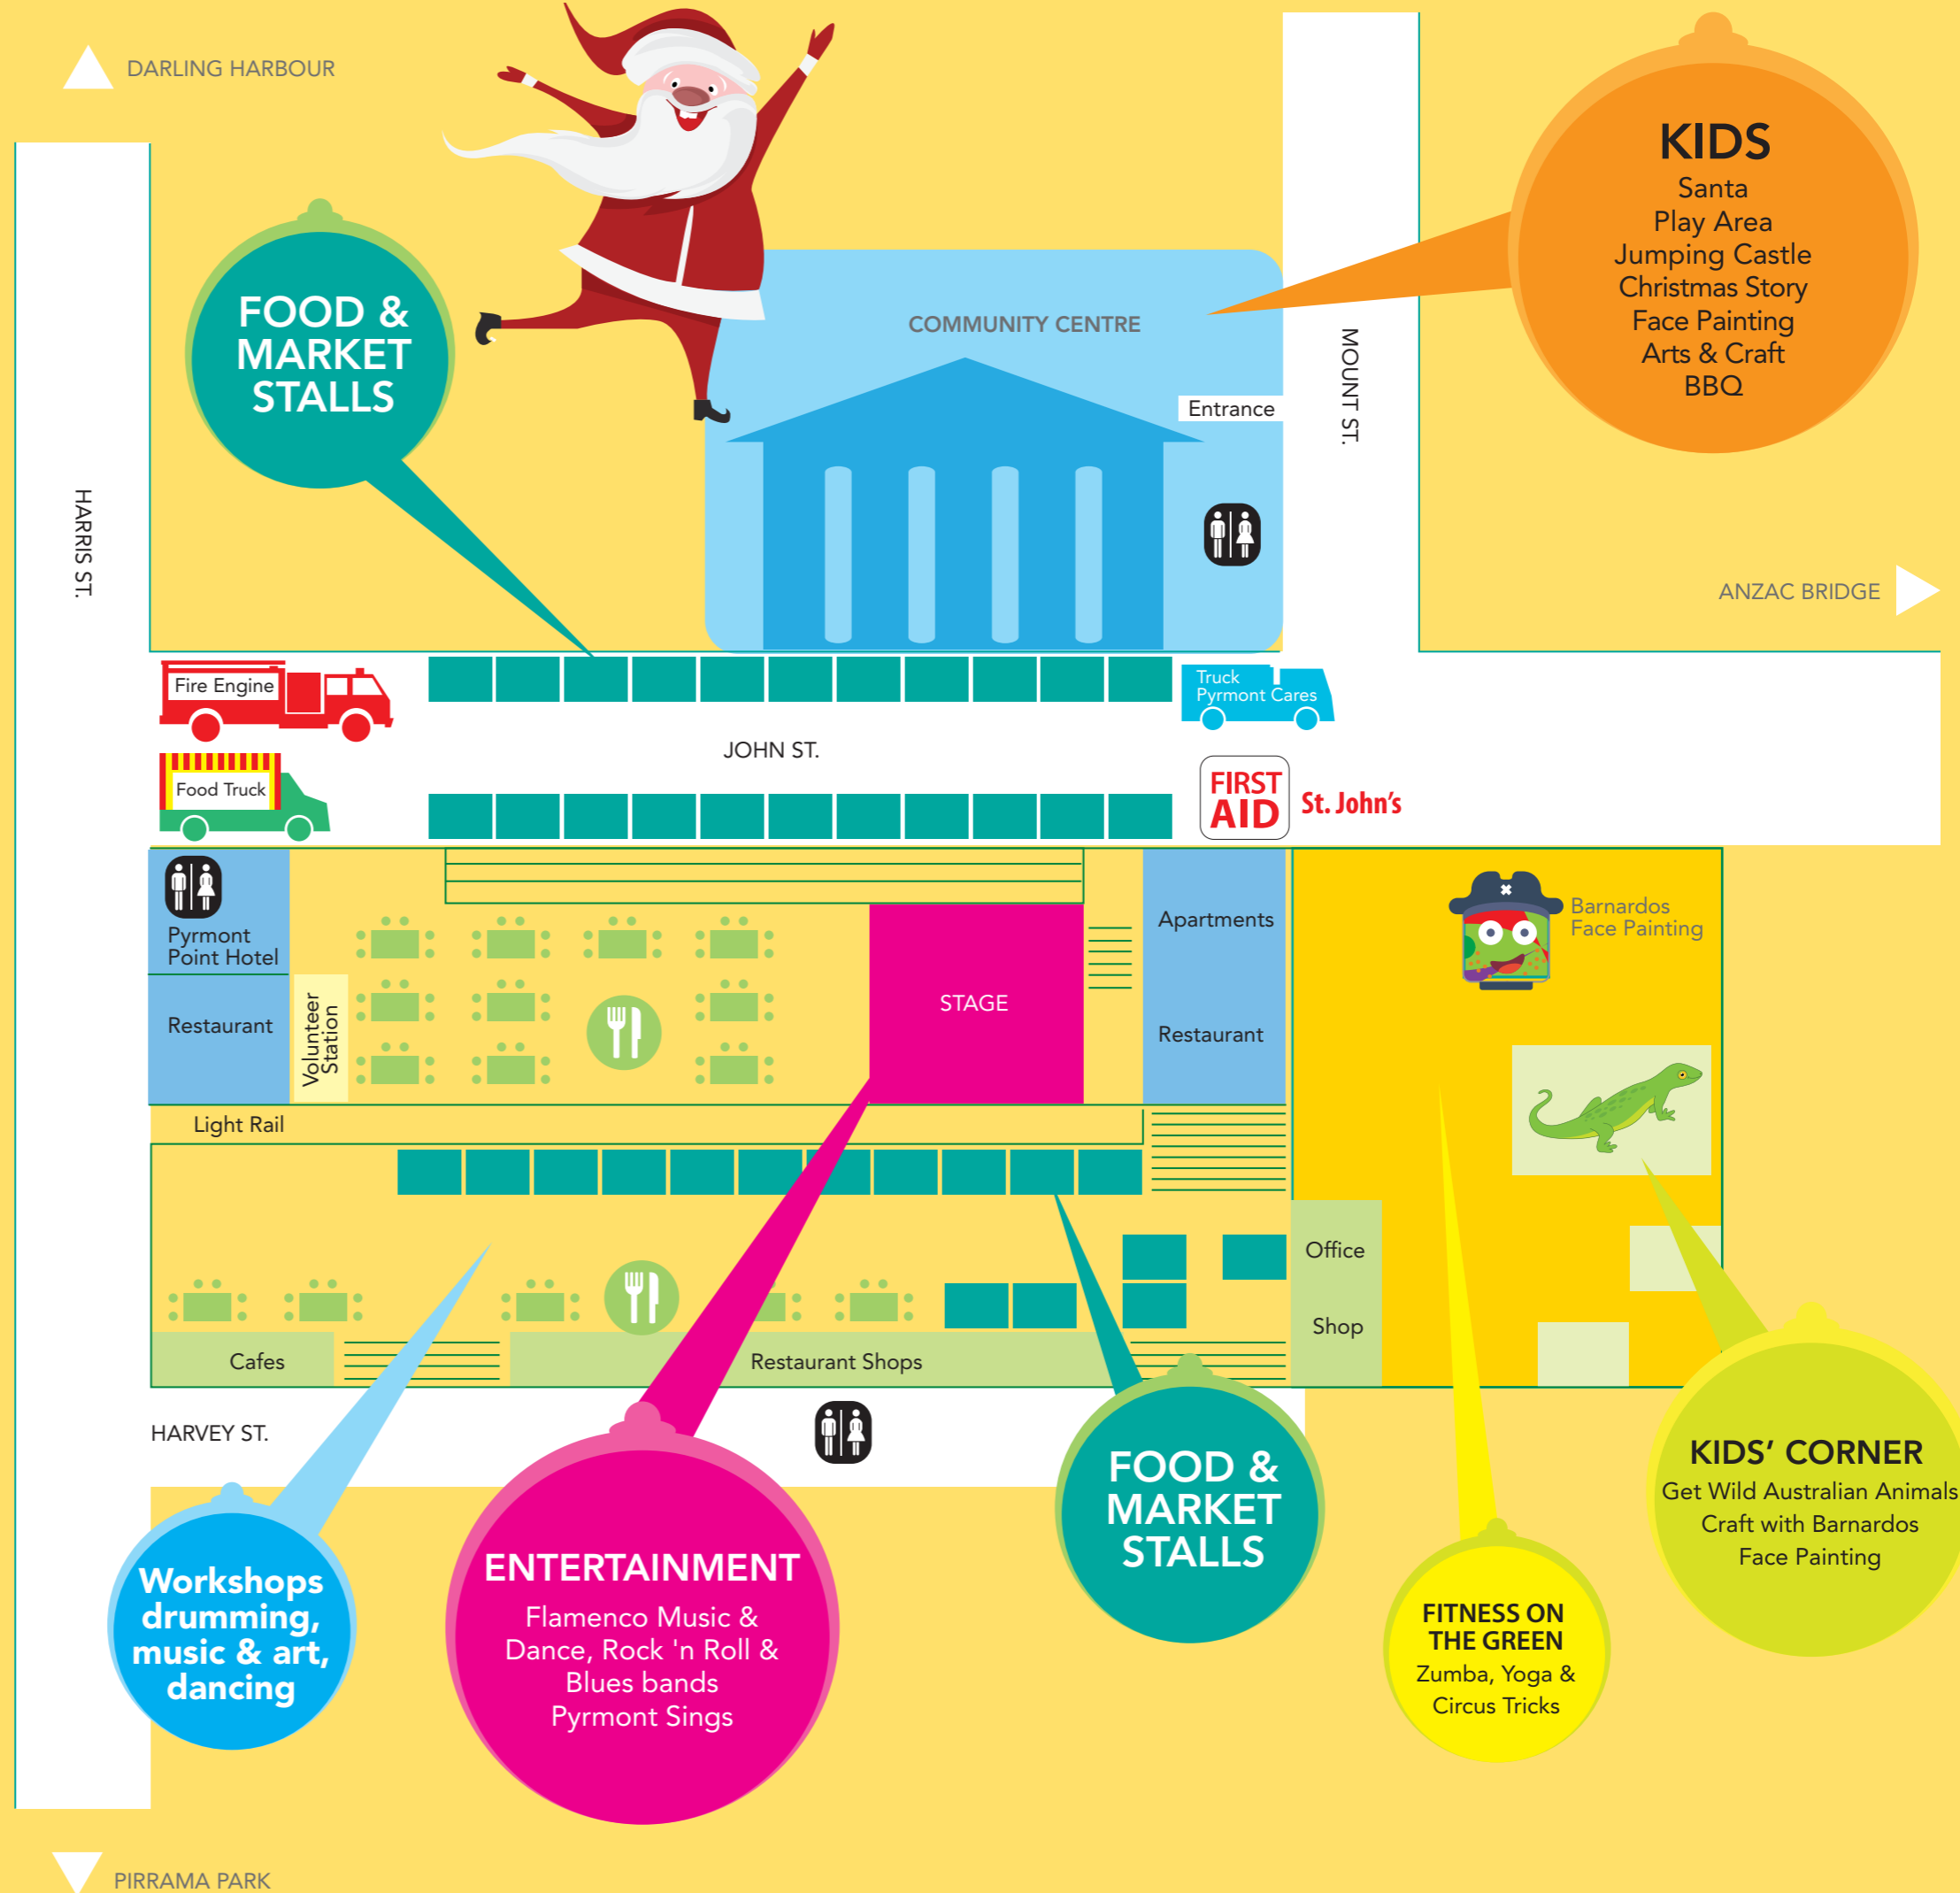 DARLING HARBOUR
KIDS
Santa
Play Area
Jumping Castle
Christmas Story
Face Painting
Arts & Craft
BBQ
FOOD &
MARKET
STALLS
COMMUNITY CENTRE
Entrance
MOUNT ST.
HARRIS ST.
ANZAC BRIDGE
Fire Engine
Truck
Pyrmont Cares
JOHN ST.
Food Truck
FIRST
AID
St. John's
Pyrmont
Point Hotel
Restaurant
Volunteer
Station
STAGE
Apartments
Restaurant
Barnardos
Face Painting
Light Rail
Office
Shop
Cafes
Restaurant Shops
HARVEY ST.
Workshops
drumming,
music & art,
dancing
ENTERTAINMENT
Flamenco Music &
Dance, Rock 'n Roll &
Blues bands
Pyrmont Sings
FOOD &
MARKET
STALLS
FITNESS ON
THE GREEN
Zumba, Yoga &
Circus Tricks
KIDS' CORNER
Get Wild Australian Animals
Craft with Barnardos
Face Painting
PIRRAMA PARK